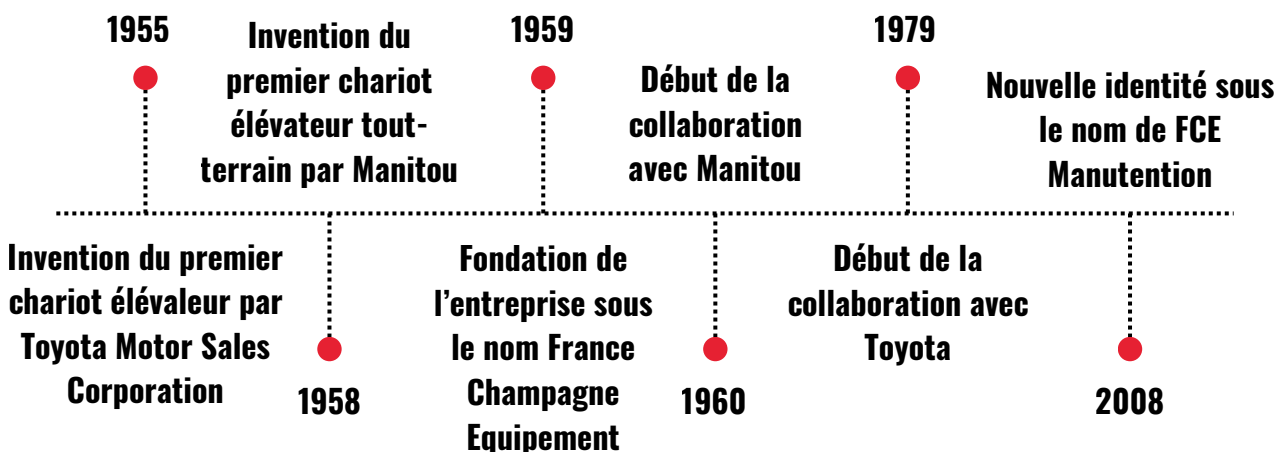 1955
Invention du premier
chariot élévaleur par
Toyota Motor Sales
Corporation
Invention du
premier chariot
élévateur tout-
terrain par Manitou
1958
1959
Fondation de
l’entreprise sous
le nom France
Champagne
Equipement
Début de la
collaboration
avec Manitou
1960
1979
Début de la
collaboration avec
Toyota
Nouvelle identité sous
le nom de FCE
Manutention
2008